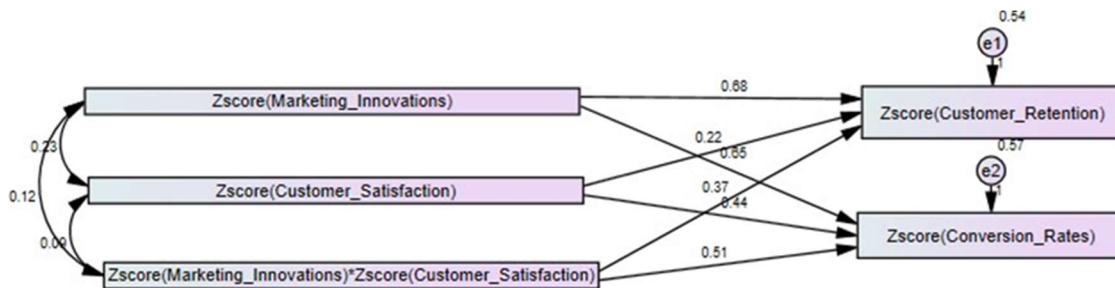 0.54
e1
1
Zscore(Marketing_Innovations)
0.68
Zscore(Customer_Retention)
0.23
0.22
0.65
0.57
e2
1
0.12
Zscore(Customer_Satisfaction)
0.37
0.44
0.09
Zscore(Conversion_Rates)
0.51
Zscore(Marketing_Innovations)*Zscore(Customer_Satisfaction)